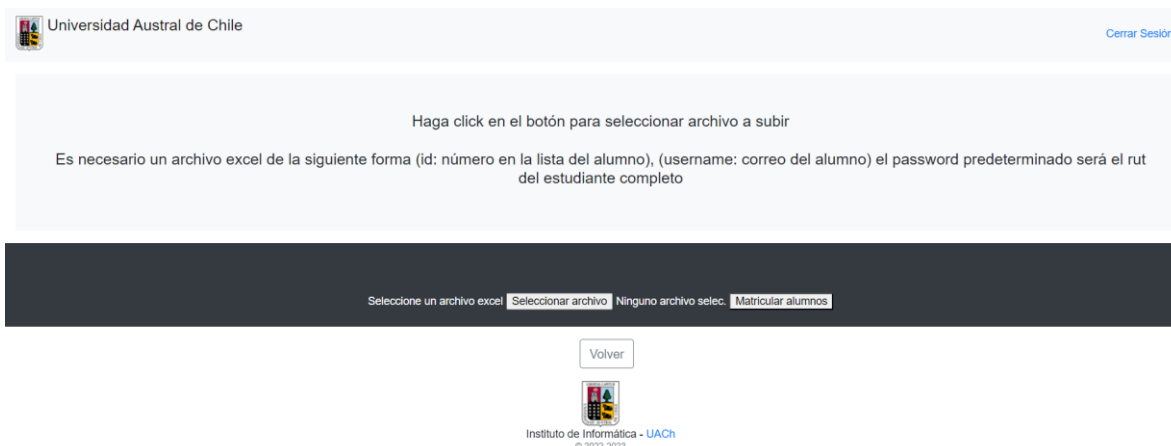 Universidad Austral de Chile
Cerrar Sesión
Haga click en el botón para seleccionar archivo a subir
Es necesario un archivo excel de la siguiente forma (id: número en la lista del alumno), (username: correo del alumno) el password predeterminado será el rut
del estudiante completo
Seleccione un archivo excel Seleccionar archivo Ninguno archivo selec. Matricular alumnos
Volver
Instituto de Informática - UACh
© 2022-2023